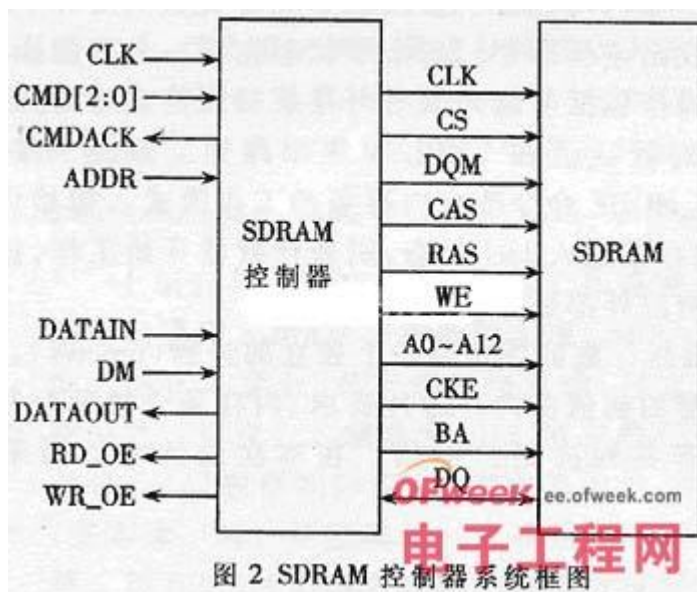 CLK
CMD[2:0]
CMDACK
ADDR
DATAIN
DM
DATAOUT
RD_OE
WR_OE
SDRAM
控制器
CLK
CS
DQM
CAS
RAS
WE
A0~A12
CKE
BA
DQ
SDRAM
OFweek ee.ofweek.com
电子工程网
图 2 SDRAM 控制器系统框图